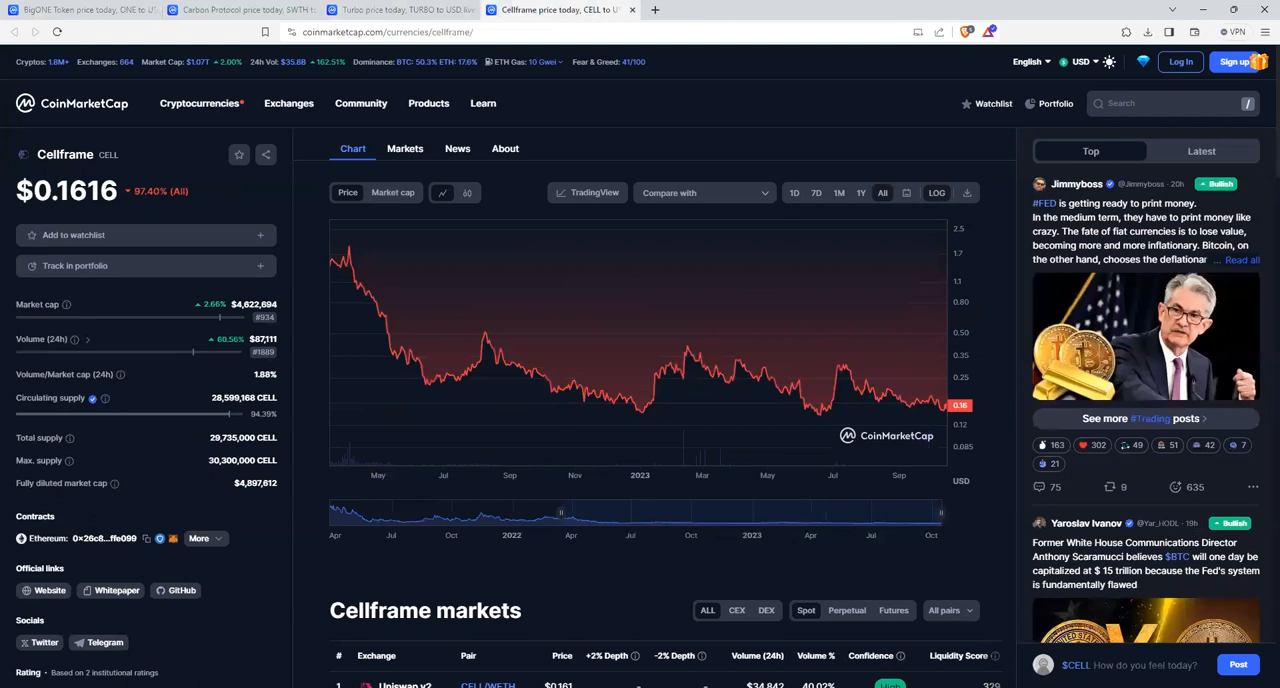 BigONE Token price today, ONE to US
Carbon Protocol price today, SWTH to
Turbo price today, TURBO to USD live
Cellframe price today, CELL to U
coinmarketcap.com/currencies/cellframe/
VPN
Cryptos: 1.8M+ Exchanges: 664 Market Cap: $1.07T 2.00% 24h Vol: $35.8B 162.51% Dominance: BTC: 50.3% ETH: 17.6% ETH Gas: 10 Gwei Fear & Greed: 41/100
English USD Log In Sign up
CoinMarketCap Cryptocurrencies Exchanges Community Products Learn Watchlist Portfolio Search /
Cellframe CELL
$0.1616 97.40% (All)
Add to watchlist +
Track in portfolio +
Market cap 2.66% $4,622,694
#934
Volume (24h) 60.56% $87,111
#1889
Volume/Market cap (24h) 1.88%
Circulating supply 28,599,168 CELL
94.39%
Total supply 29,735,000 CELL
Max. supply 30,300,000 CELL
Fully diluted market cap $4,897,612
Contracts
Ethereum: 0x26c8...ffe099 More
Official links
Website Whitepaper GitHub
Socials
Twitter Telegram
Rating · Based on 2 institutional ratings
Chart Markets News About
Price Market cap TradingView Compare with 1D 7D 1M 1Y All LOG
2.5
1.7
1.1
0.80
0.50
0.35
0.25
0.16
0.12
0.085
CoinMarketCap
May Jul Sep Nov 2023 Mar May Jul Sep USD
Apr Jul Oct 2022 Apr Jul Oct 2023 Apr Jul Oct
Cellframe markets ALL CEX DEX Spot Perpetual Futures All pairs
# Exchange Pair Price +2% Depth -2% Depth Volume (24h) Volume % Confidence Liquidity Score
1 Uniswap v2 CELL/WETH $0.161 - - $34,842 40.02% High 329
Top Latest
Jimmyboss @Jimmyboss · 20h Bullish
#FED is getting ready to print money.
In the medium term, they have to print money like
crazy. The fate of fiat currencies is to lose value,
becoming more and more inflationary. Bitcoin, on
the other hand, chooses the deflationar ... Read all
See more #Trading posts
163 302 49 51 42 7
21
75 9 635 ...
Yaroslav Ivanov @Yar_HODL · 19h Bullish
Former White House Communications Director
Anthony Scaramucci believes $BTC will one day be
capitalized at $ 15 trillion because the Fed's system
is fundamentally flawed
$CELL How do you feel today? Post